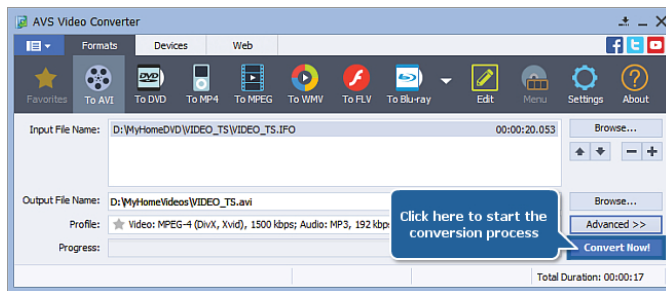 AVS Video Converter
Formats Devices Web
Favorites To AVI To DVD To MP4 To MPEG To WMV To FLV To Blu-ray Edit Menu Settings About
Input File Name: D:\MyHomeDVD\VIDEO_TS\VIDEO_TS.IFO 00:00:20.053 Browse...
Output File Name: D:\MyHomeVideos\VIDEO_TS.avi Browse...
Profile: Video: MPEG-4 (DivX, Xvid), 1500 kbps; Audio: MP3, 192 kbp Advanced >>
Click here to start the
conversion process
Progress: Convert Now!
Total Duration: 00:00:17